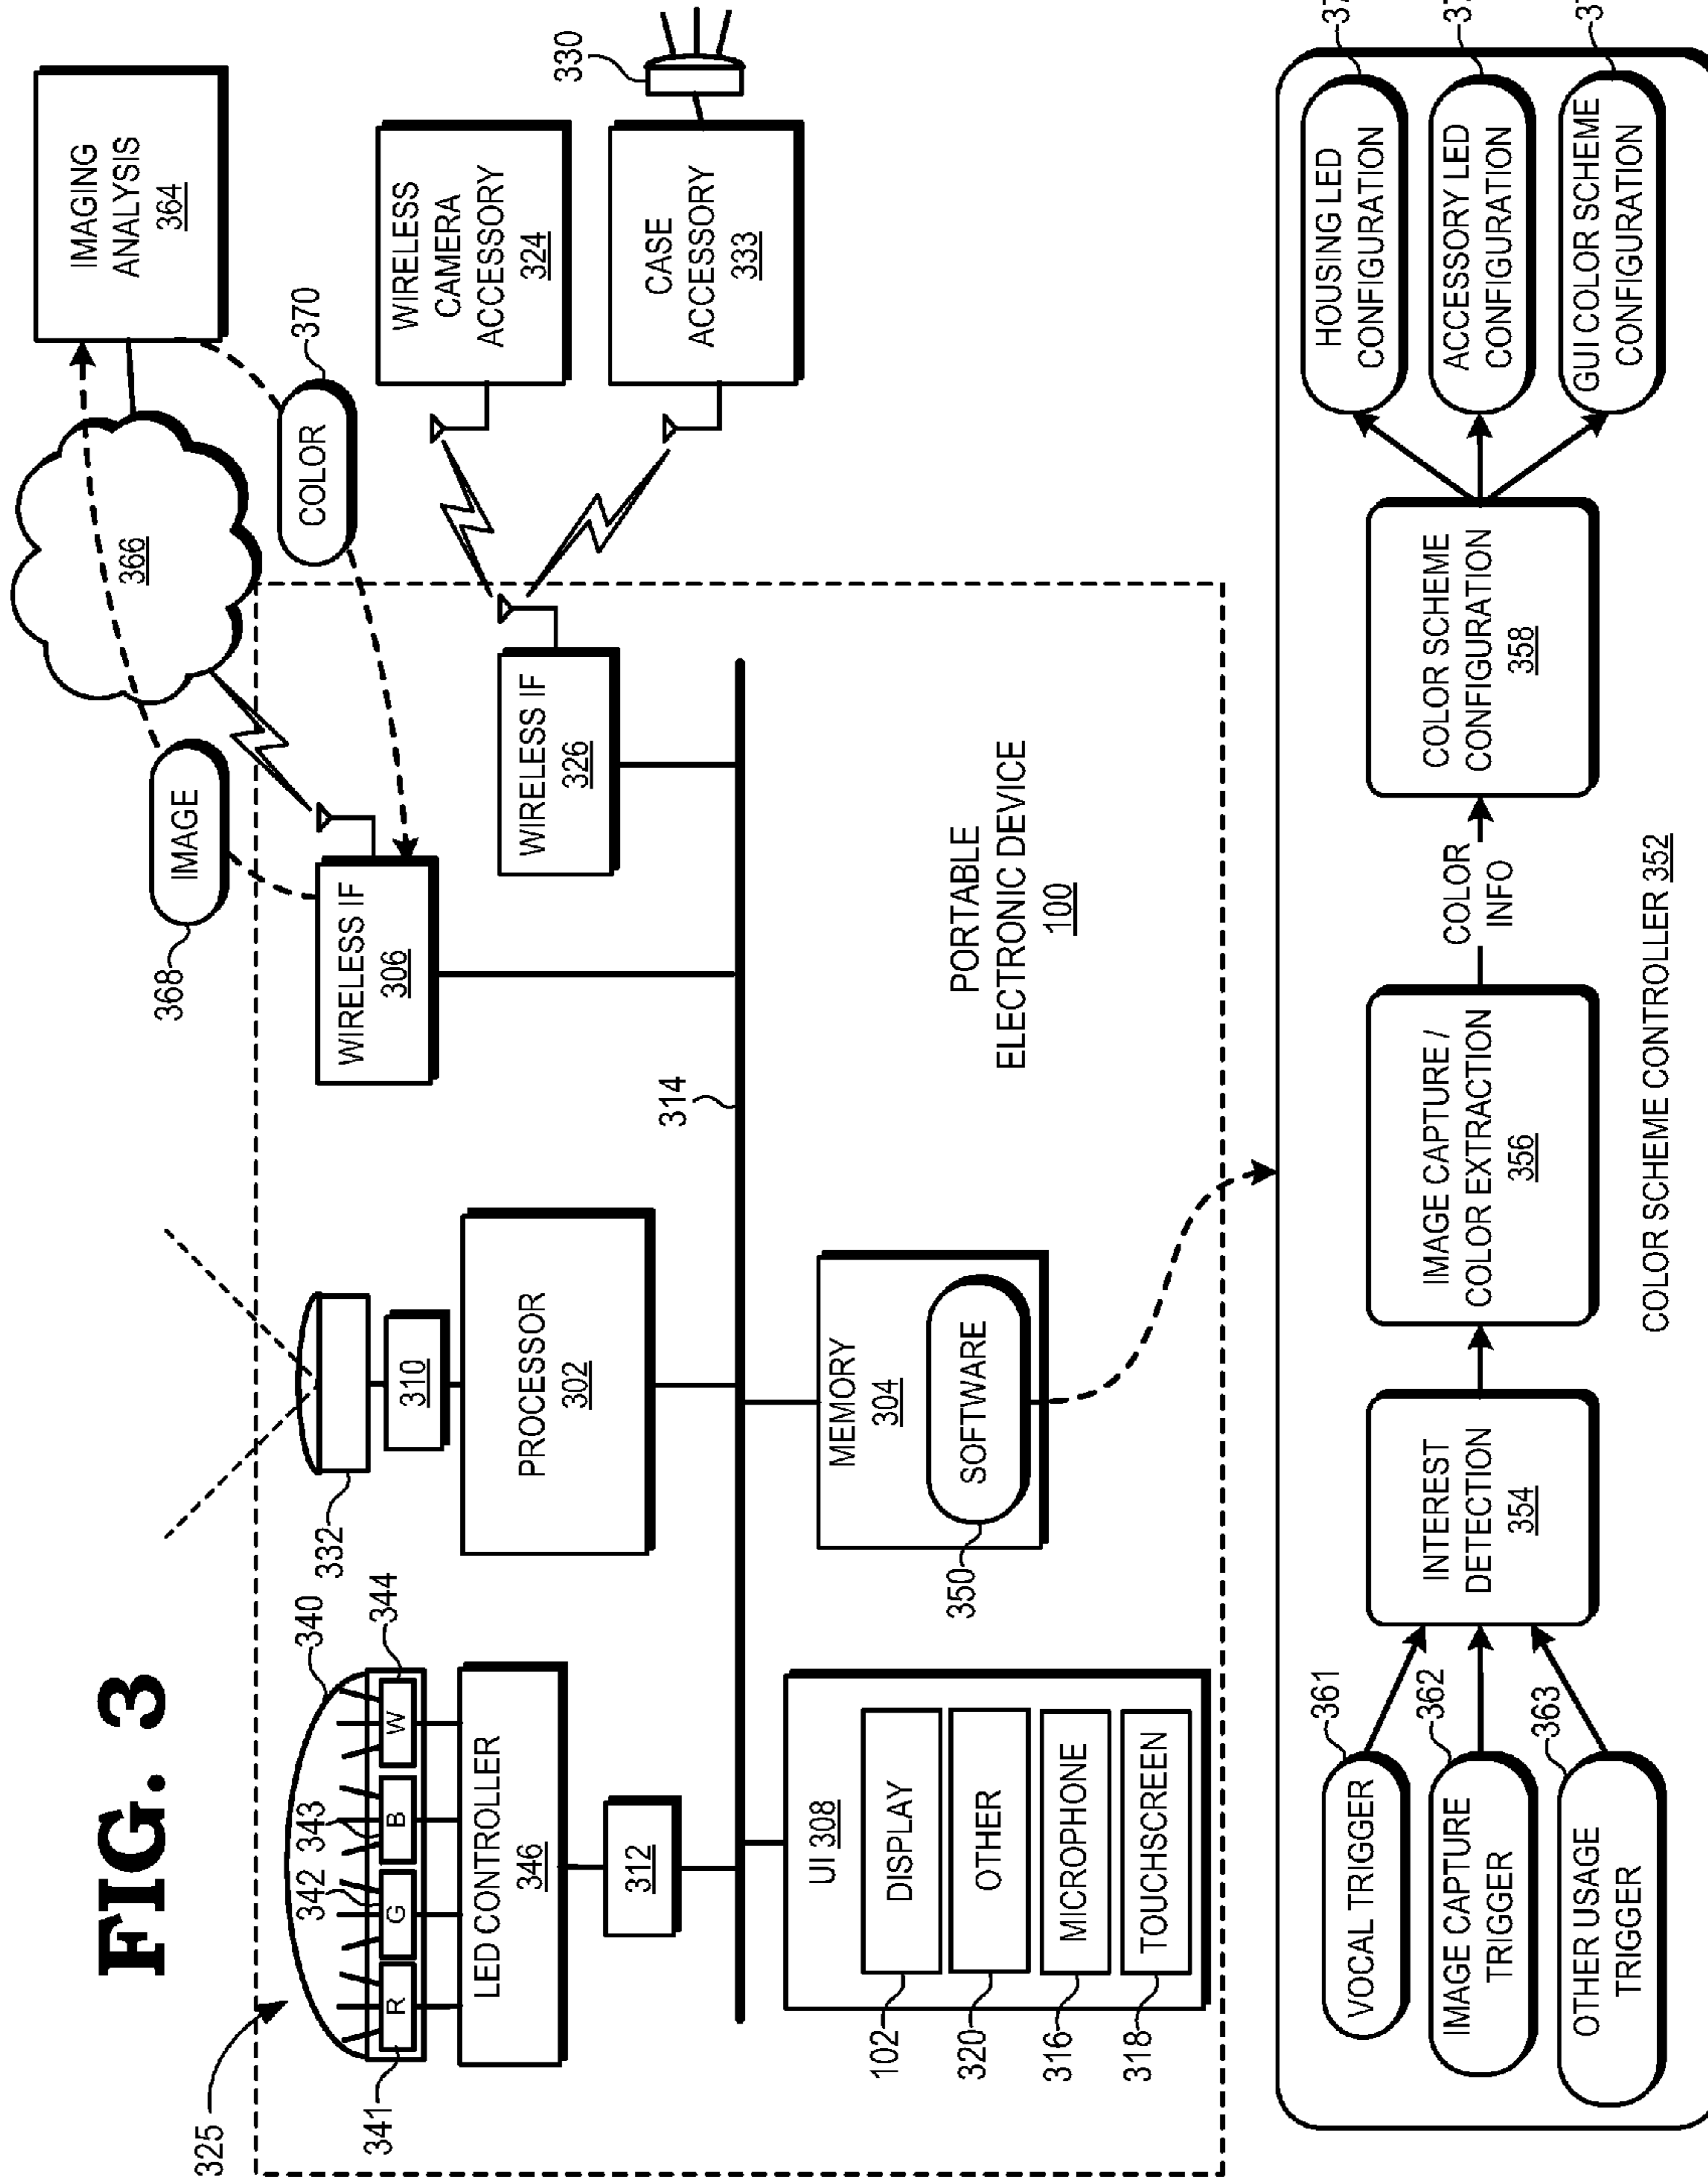 FIG. 3
325
341
342
343
340
344
R
G
B
W
LED CONTROLLER
346
312
332
310
PROCESSOR
302
368
IMAGE
366
IMAGING
ANALYSIS
364
COLOR
370
WIRELESS IF
306
WIRELESS IF
326
WIRELESS
CAMERA
ACCESSORY
324
330
CASE
ACCESSORY
333
314
UI 308
DISPLAY
102
OTHER
320
MICROPHONE
316
TOUCHSCREEN
318
MEMORY
304
SOFTWARE
350
PORTABLE
ELECTRONIC DEVICE
100
VOCAL TRIGGER
361
IMAGE CAPTURE
TRIGGER
362
OTHER USAGE
TRIGGER
363
INTEREST
DETECTION
354
IMAGE CAPTURE /
COLOR EXTRACTION
356
COLOR
INFO
COLOR SCHEME
CONFIGURATION
358
HOUSING LED
CONFIGURATION
ACCESSORY LED
CONFIGURATION
GUI COLOR SCHEME
CONFIGURATION
COLOR SCHEME CONTROLLER 352